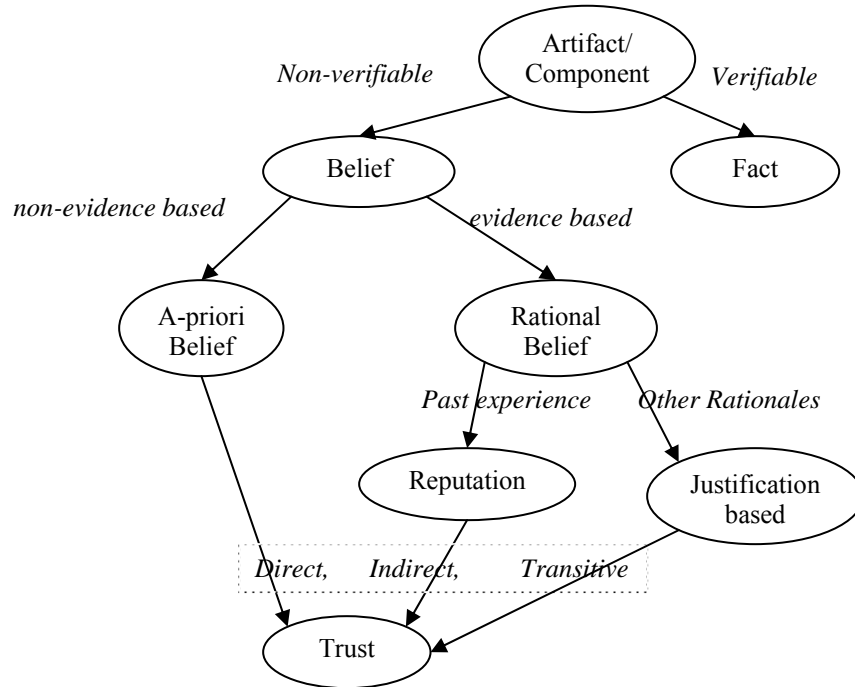 Artifact/
Component
Non-verifiable
Verifiable
Belief
Fact
non-evidence based
evidence based
A-priori
Belief
Rational
Belief
Past experience
Other Rationales
Reputation
Justification
based
Direct, Indirect, Transitive
Trust